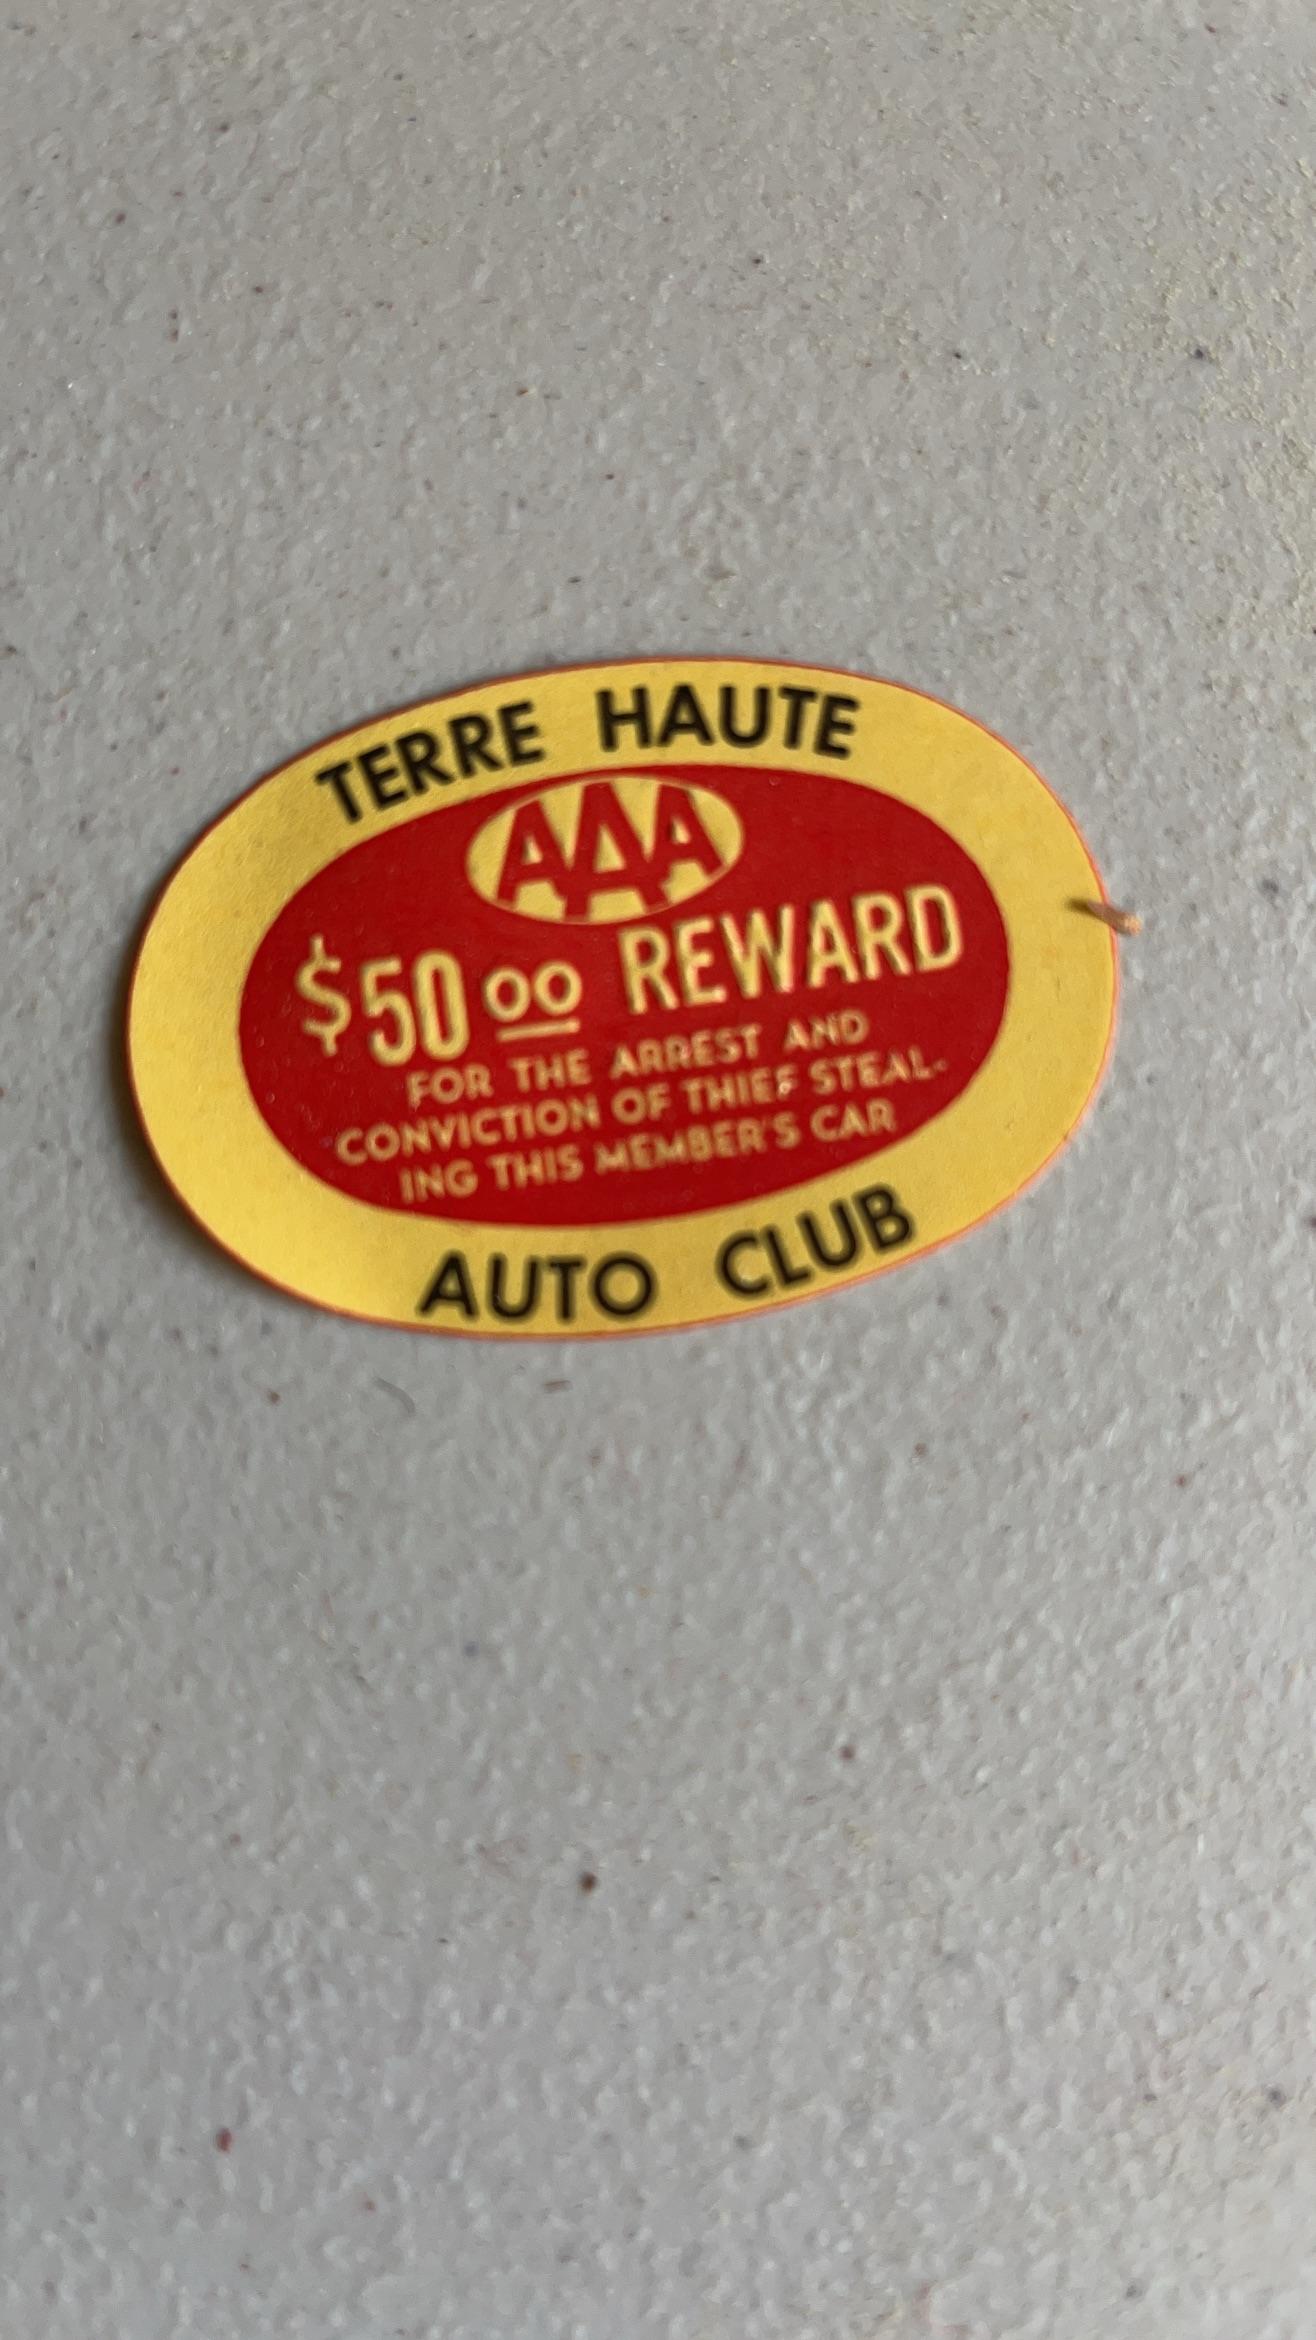 TERRE HAUTE
AAA
$50 00 REWARD
FOR THE ARREST AND
CONVICTION OF THIEF STEAL-
ING THIS MEMBER'S CAR
AUTO CLUB